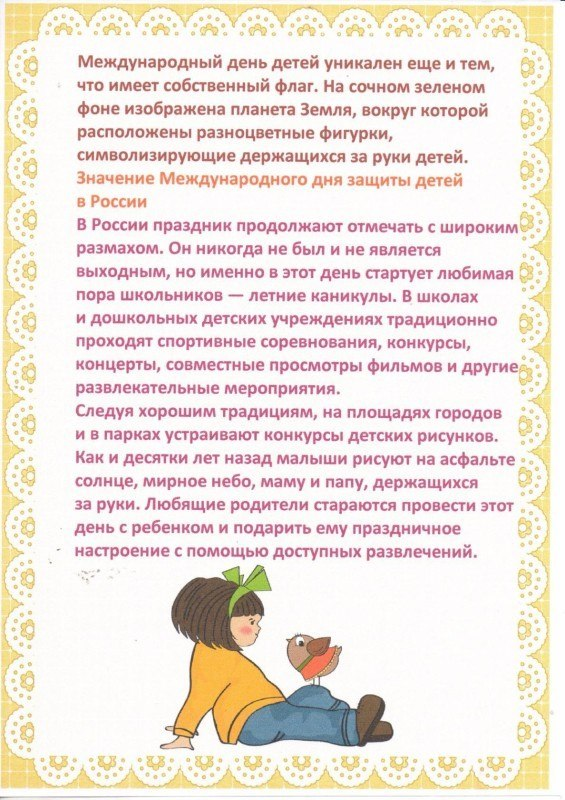 Международный день детей уникален еще и тем,
что имеет собственный флаг. На сочном зеленом
фоне изображена планета Земля, вокруг которой
расположены разноцветные фигурки,
символизирующие держащихся за руки детей.
Значение Международного дня защиты детей
в России
В России праздник продолжают отмечать с широким
размахом. Он никогда не был и не является
выходным, но именно в этот день стартует любимая
пора школьников — летние каникулы. В школах
и дошкольных детских учреждениях традиционно
проходят спортивные соревнования, конкурсы,
концерты, совместные просмотры фильмов и другие
развлекательные мероприятия.
Следуя хорошим традициям, на площадях городов
и в парках устраивают конкурсы детских рисунков.
Как и десятки лет назад малыши рисуют на асфальте
солнце, мирное небо, маму и папу, держащихся
за руки. Любящие родители стараются провести этот
день с ребенком и подарить ему праздничное
настроение с помощью доступных развлечений.